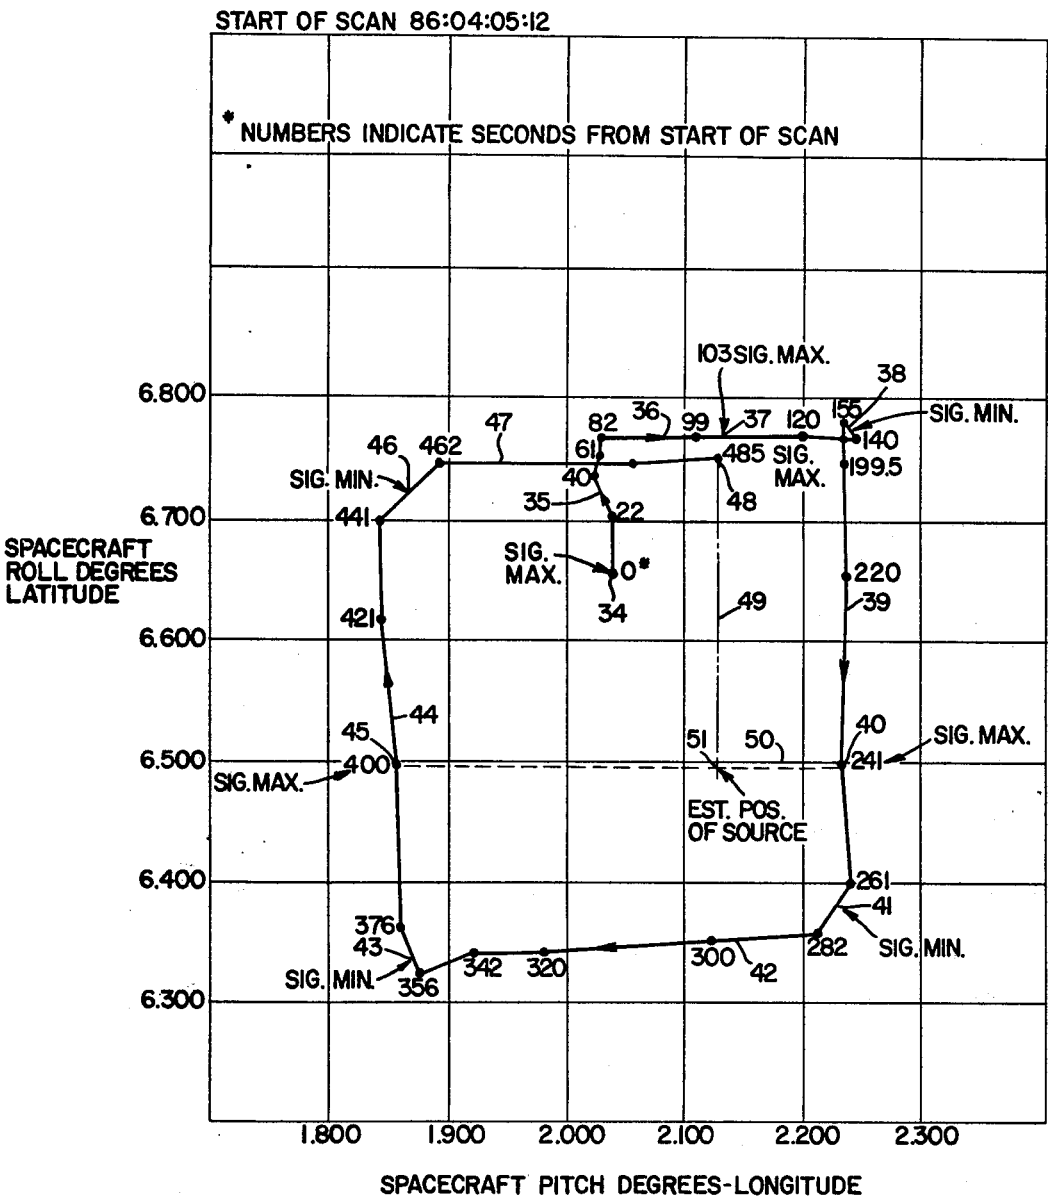 START OF SCAN 86:04:05:12
* NUMBERS INDICATE SECONDS FROM START OF SCAN
103 SIG. MAX.
38
6.800
82
36
99
37
120
155
SIG. MIN.
47
140
46
462
61
485
SIG.
MAX.
199.5
SIG. MIN.
40
48
35
441
6.700
22
SPACECRAFT
ROLL DEGREES
LATITUDE
SIG.
MAX.
0*
220
34
49
39
421
6.600
44
45
40
51
50
SIG. MAX.
6.500
400
241
SIG. MAX.
EST. POS.
OF SOURCE
6.400
261
41
376
43
282
SIG. MIN.
300
42
342
320
SIG. MIN.
356
6.300
1.800
1.900
2.000
2.100
2.200
2.300
SPACECRAFT PITCH DEGREES-LONGITUDE